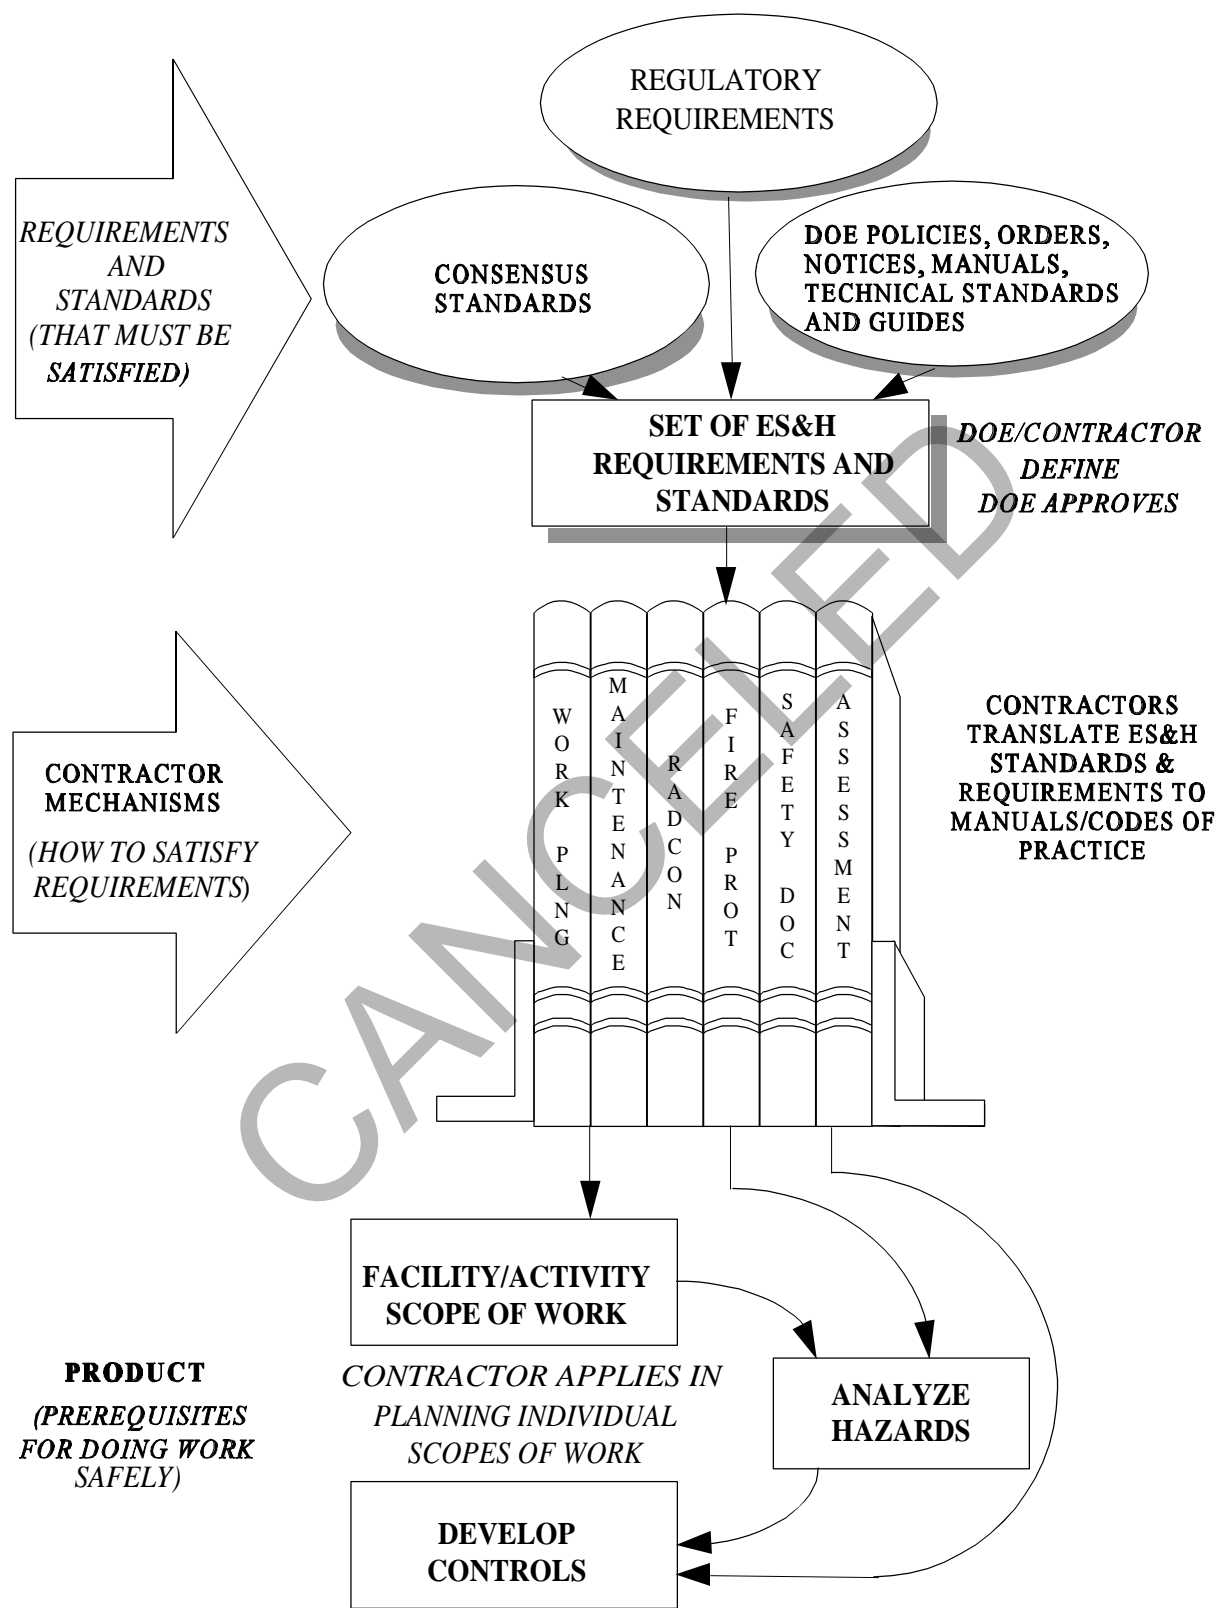 REGULATORY
REQUIREMENTS
REQUIREMENTS
AND
STANDARDS
(THAT MUST BE
SATISFIED)
CONSENSUS
STANDARDS
DOE POLICIES, ORDERS,
NOTICES, MANUALS,
TECHNICAL STANDARDS
AND GUIDES
SET OF ES&H
REQUIREMENTS AND
STANDARDS
DOE/CONTRACTOR
DEFINE
DOE APPROVES
CONTRACTOR
MECHANISMS
(HOW TO SATISFY
REQUIREMENTS)
WORK PLNG
MAINTENANCE
RADCON
FIRE PROT
SAFETY DOC
ASSESSMENT
CONTRACTORS
TRANSLATE ES&H
STANDARDS &
REQUIREMENTS TO
MANUALS/CODES OF
PRACTICE
CANCELED
FACILITY/ACTIVITY
SCOPE OF WORK
PRODUCT
(PREREQUISITES
FOR DOING WORK
SAFELY)
CONTRACTOR APPLIES IN
PLANNING INDIVIDUAL
SCOPES OF WORK
ANALYZE
HAZARDS
DEVELOP
CONTROLS